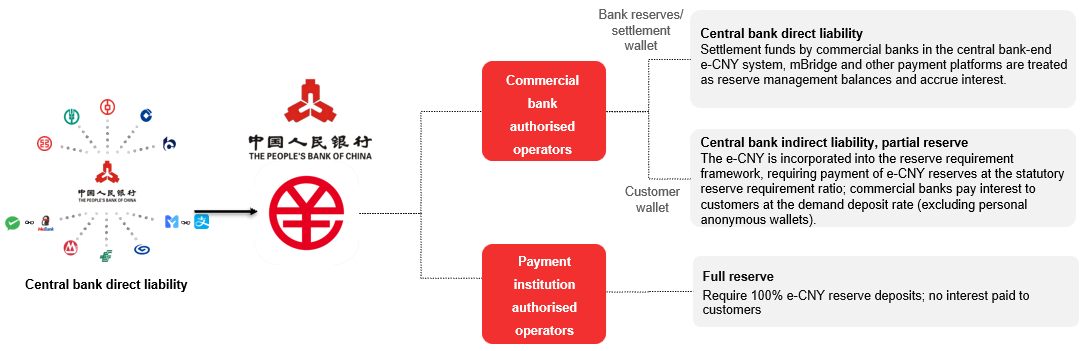 中国人民银行
THE PEOPLE'S BANK OF CHINA
WeBank
Central bank direct liability
中国人民银行
THE PEOPLE'S BANK OF CHINA
Commercial
bank
authorised
operators
Payment
institution
authorised
operators
Bank reserves/
settlement
wallet
Customer
wallet
Central bank direct liability
Settlement funds by commercial banks in the central bank-end
e-CNY system, mBridge and other payment platforms are treated
as reserve management balances and accrue interest.
Central bank indirect liability, partial reserve
The e-CNY is incorporated into the reserve requirement
framework, requiring payment of e-CNY reserves at the statutory
reserve requirement ratio; commercial banks pay interest to
customers at the demand deposit rate (excluding personal
anonymous wallets).
Full reserve
Require 100% e-CNY reserve deposits; no interest paid to
customers